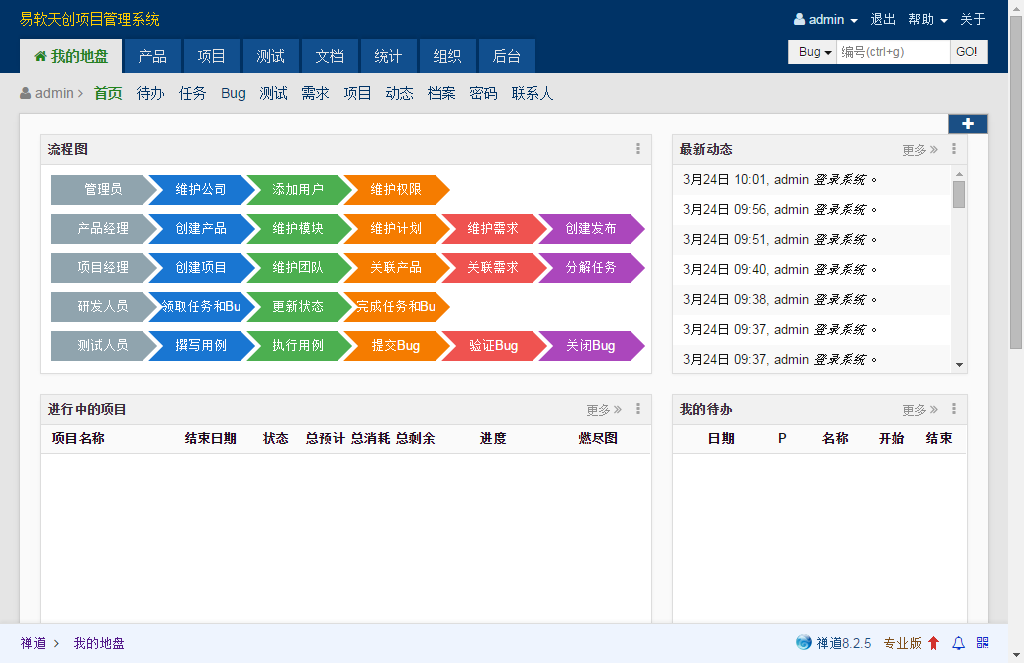 易软天创项目管理系统
admin 退出 帮助 关于
我的地盘 产品 项目 测试 文档 统计 组织 后台
Bug 编号(ctrl+g) GO!
admin 首页 待办 任务 Bug 测试 需求 项目 动态 档案 密码 联系人
流程图
管理员 维护公司 添加用户 维护权限
产品经理 创建产品 维护模块 维护计划 维护需求 创建发布
项目经理 创建项目 维护团队 关联产品 关联需求 分解任务
研发人员 领取任务和Bu 更新状态 完成任务和Bu
测试人员 撰写用例 执行用例 提交Bug 验证Bug 关闭Bug
最新动态 更多
3月24日 10:01, admin 登录系统 。
3月24日 09:56, admin 登录系统 。
3月24日 09:51, admin 登录系统 。
3月24日 09:40, admin 登录系统 。
3月24日 09:38, admin 登录系统 。
3月24日 09:37, admin 登录系统 。
3月24日 09:37, admin 登录系统 。
进行中的项目 更多
项目名称 结束日期 状态 总预计 总消耗 总剩余 进度 燃尽图
我的待办 更多
日期 P 名称 开始 结束
禅道 我的地盘
禅道8.2.5 专业版